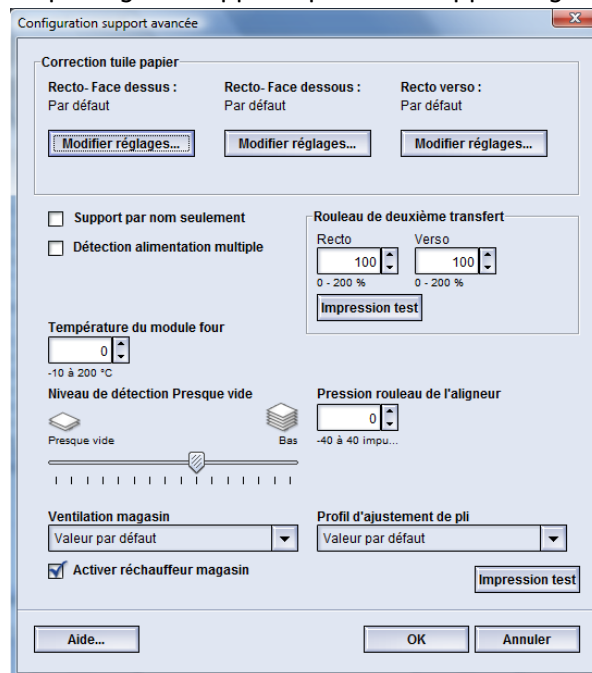 Configuration support avancée
Correction tuile papier
Recto- Face dessus :
Par défaut
Modifier réglages...
Recto- Face dessous :
Par défaut
Modifier réglages...
Recto verso :
Par défaut
Modifier réglages...
Support par nom seulement
Détection alimentation multiple
Rouleau de deuxième transfert
Recto
100
0 - 200 %
Verso
100
0 - 200 %
Impression test
Température du module four
0
-10 à 200 °C
Niveau de détection Presque vide
Presque vide
Bas
Pression rouleau de l'aligneur
0
-40 à 40 impu...
Ventilation magasin
Valeur par défaut
Profil d'ajustement de pli
Valeur par défaut
Activer réchauffeur magasin
Impression test
Aide...
OK
Annuler